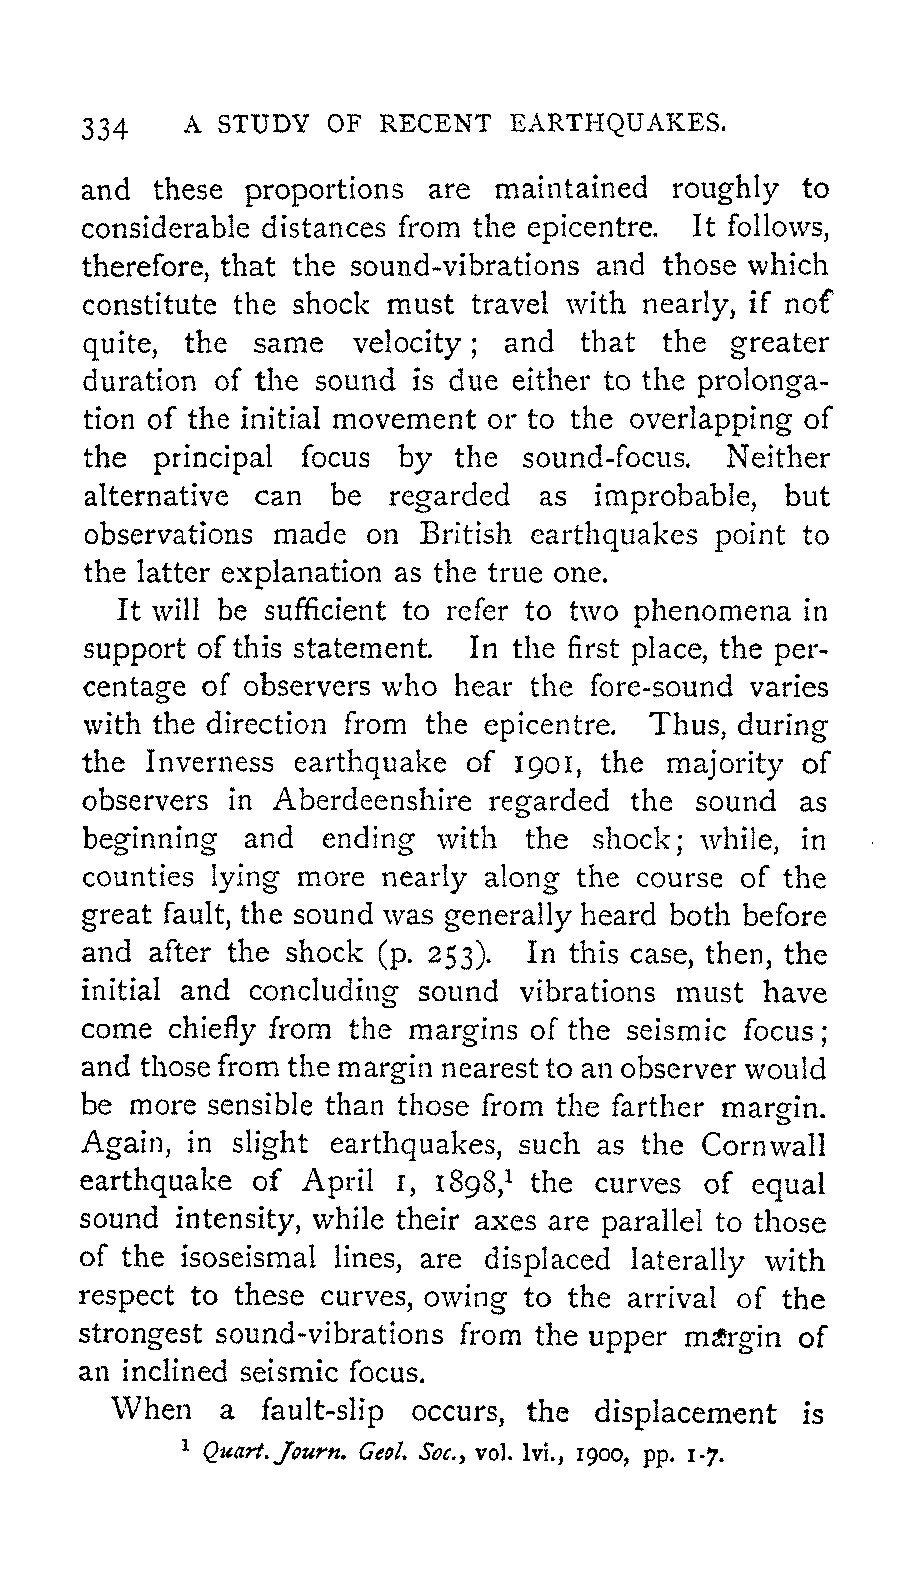 334 A STUDY OF RECENT EARTHQUAKES.
and these proportions are maintained roughly to
considerable distances from the epicentre. It follows,
therefore, that the sound-vibrations and those which
constitute the shock must travel with nearly, if not
quite, the same velocity; and that the greater
duration of the sound is due either to the prolonga-
tion of the initial movement or to the overlapping of
the principal focus by the sound-focus. Neither
alternative can be regarded as improbable, but
observations made on British earthquakes point to
the latter explanation as the true one.
It will be sufficient to refer to two phenomena in
support of this statement. In the first place, the per-
centage of observers who hear the fore-sound varies
with the direction from the epicentre. Thus, during
the Inverness earthquake of 1901, the majority of
observers in Aberdeenshire regarded the sound as
beginning and ending with the shock; while, in
counties lying more nearly along the course of the
great fault, the sound was generally heard both before
and after the shock (p. 253). In this case, then, the
initial and concluding sound vibrations must have
come chiefly from the margins of the seismic focus;
and those from the margin nearest to an observer would
be more sensible than those from the farther margin.
Again, in slight earthquakes, such as the Cornwall
earthquake of April 1, 1898,¹ the curves of equal
sound intensity, while their axes are parallel to those
of the isoseismal lines, are displaced laterally with
respect to these curves, owing to the arrival of the
strongest sound-vibrations from the upper margin of
an inclined seismic focus.
When a fault-slip occurs, the displacement is
¹ Quart. Journ. Geol. Soc., vol. lvi., 1900, pp. 1-7.